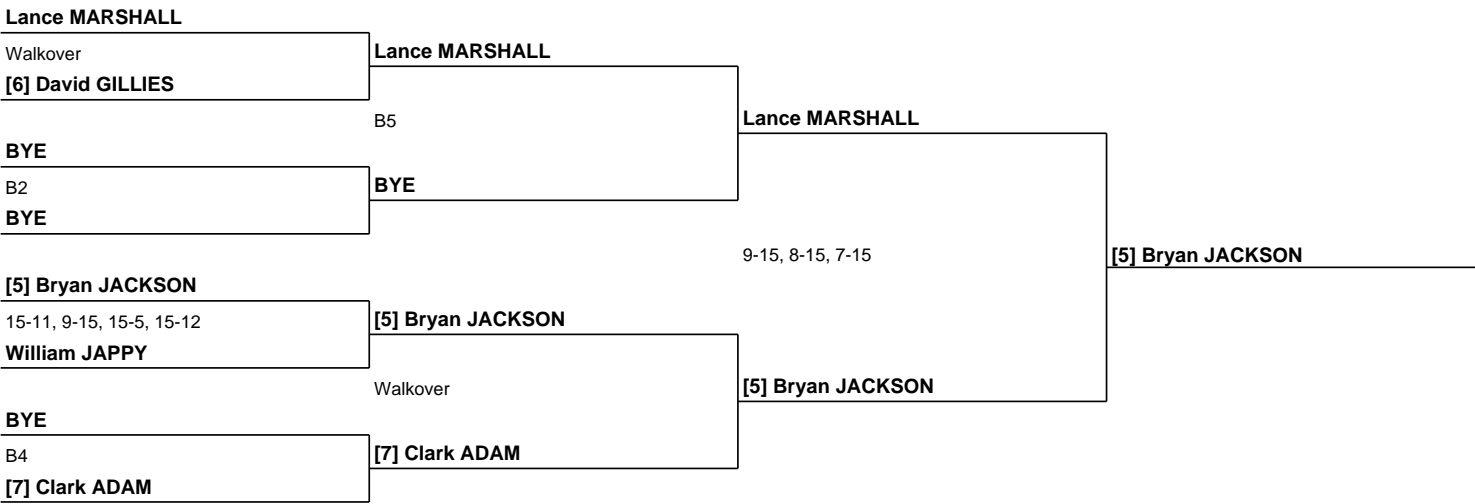 Lance MARSHALL
Walkover
[6] David GILLIES
BYE
B2
BYE
[5] Bryan JACKSON
15-11, 9-15, 15-5, 15-12
William JAPPY
BYE
B4
[7] Clark ADAM
Lance MARSHALL
B5
BYE
[5] Bryan JACKSON
Walkover
[7] Clark ADAM
Lance MARSHALL
9-15, 8-15, 7-15
[5] Bryan JACKSON
[5] Bryan JACKSON